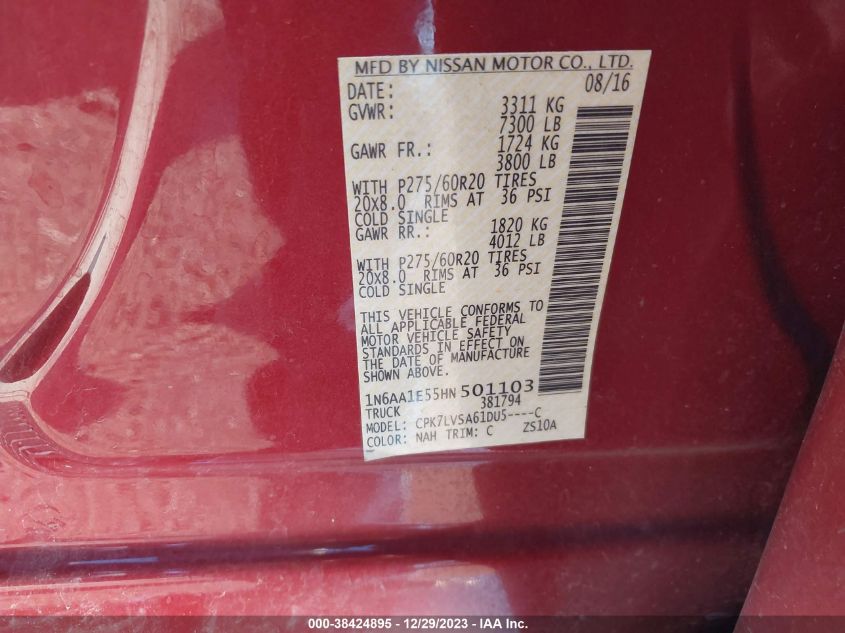 MFD BY NISSAN MOTOR CO., LTD.
DATE: 08/16
GVWR: 3311 KG
7300 LB
GAWR FR.: 1724 KG
3800 LB
WITH P275/60R20 TIRES
20x8.0 RIMS AT 36 PSI
COLD SINGLE
GAWR RR.: 1820 KG
4012 LB
WITH P275/60R20 TIRES
20x8.0 RIMS AT 36 PSI
COLD SINGLE
THIS VEHICLE CONFORMS TO
ALL APPLICABLE FEDERAL
MOTOR VEHICLE SAFETY
STANDARDS IN EFFECT ON
THE DATE OF MANUFACTURE
SHOWN ABOVE.
1N6AA1E55HN 501103
TRUCK 381794
MODEL: CPK7LVSA61DU5----C
COLOR: NAH TRIM: C ZS10A
000-38424895 - 12/29/2023 - IAA Inc.